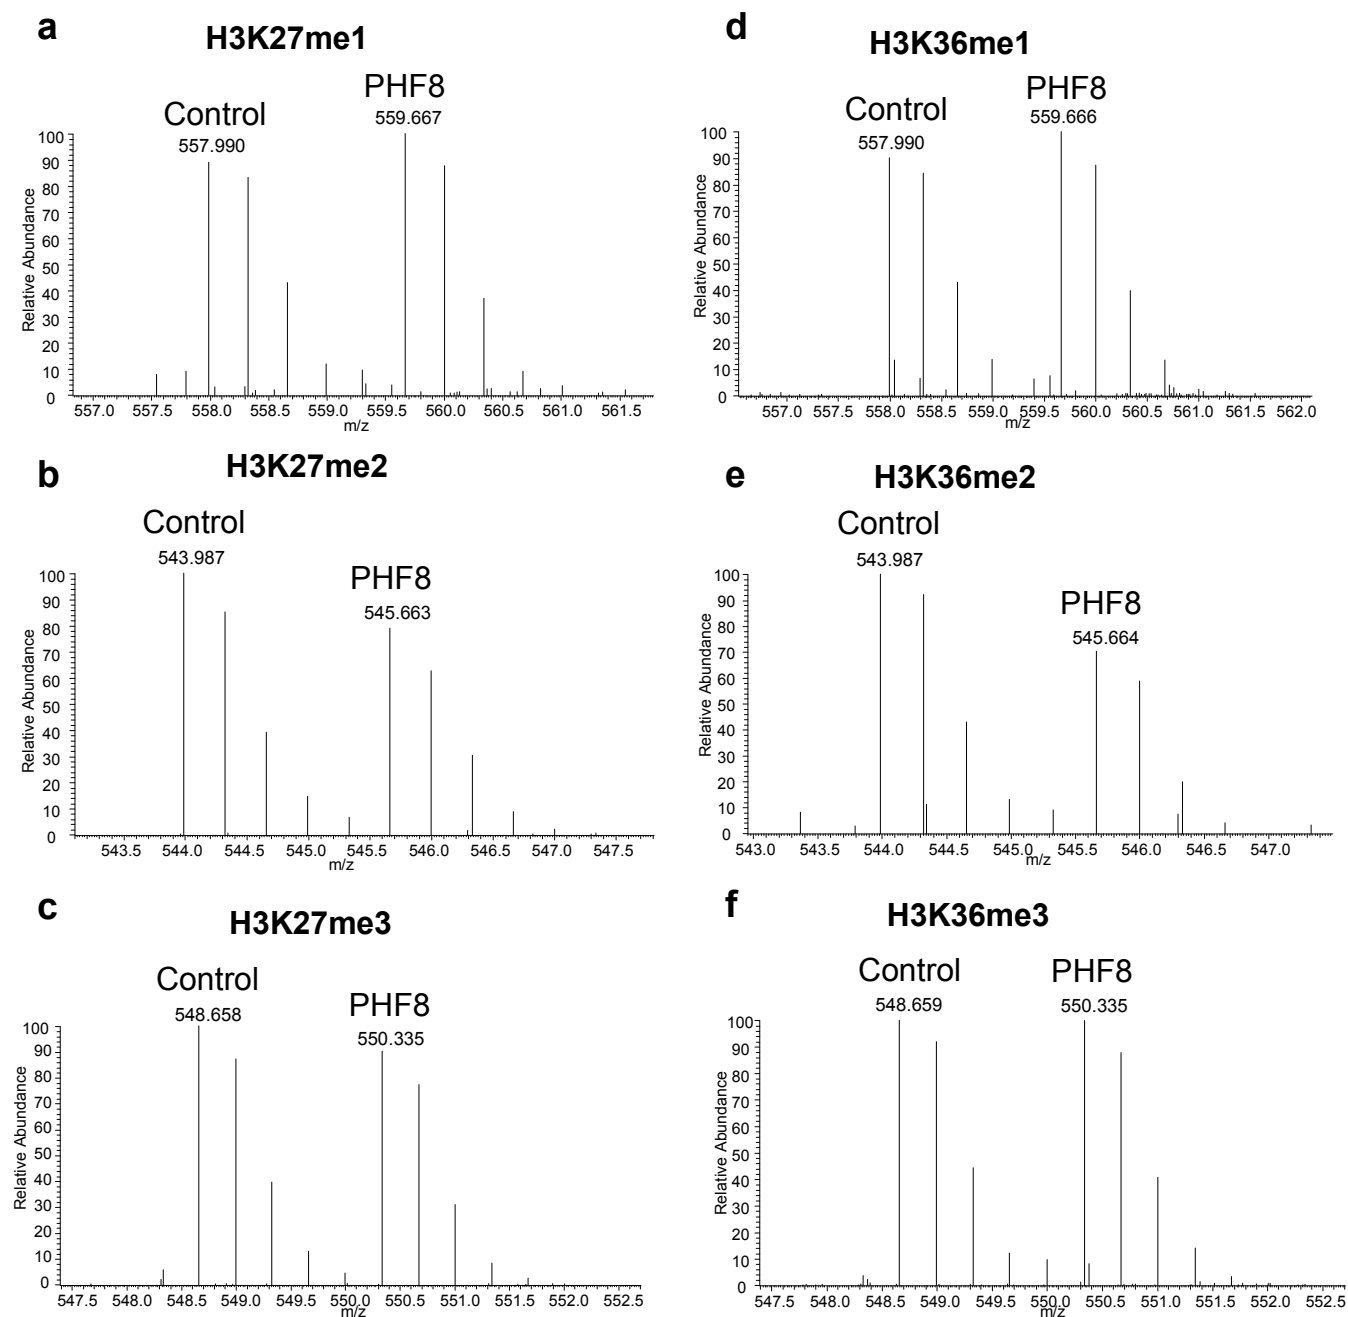 a
H3K27me1
Control
557.990
PHF8
559.667
Relative Abundance
100
90
80
70
60
50
40
30
20
10
0
557.0 557.5 558.0 558.5 559.0 559.5 560.0 560.5 561.0 561.5
m/z
d
H3K36me1
Control
557.990
PHF8
559.666
Relative Abundance
100
90
80
70
60
50
40
30
20
10
0
557.0 557.5 558.0 558.5 559.0 559.5 560.0 560.5 561.0 561.5 562.0
m/z
b
H3K27me2
Control
543.987
PHF8
545.663
Relative Abundance
100
90
80
70
60
50
40
30
20
10
0
543.5 544.0 544.5 545.0 545.5 546.0 546.5 547.0 547.5
m/z
e
H3K36me2
Control
543.987
PHF8
545.664
Relative Abundance
100
90
80
70
60
50
40
30
20
10
0
543.0 543.5 544.0 544.5 545.0 545.5 546.0 546.5 547.0
m/z
c
H3K27me3
Control
548.658
PHF8
550.335
Relative Abundance
100
90
80
70
60
50
40
30
20
10
0
547.5 548.0 548.5 549.0 549.5 550.0 550.5 551.0 551.5 552.0 552.5
m/z
f
H3K36me3
Control
548.659
PHF8
550.335
Relative Abundance
100
90
80
70
60
50
40
30
20
10
0
547.5 548.0 548.5 549.0 549.5 550.0 550.5 551.0 551.5 552.0 552.5
m/z